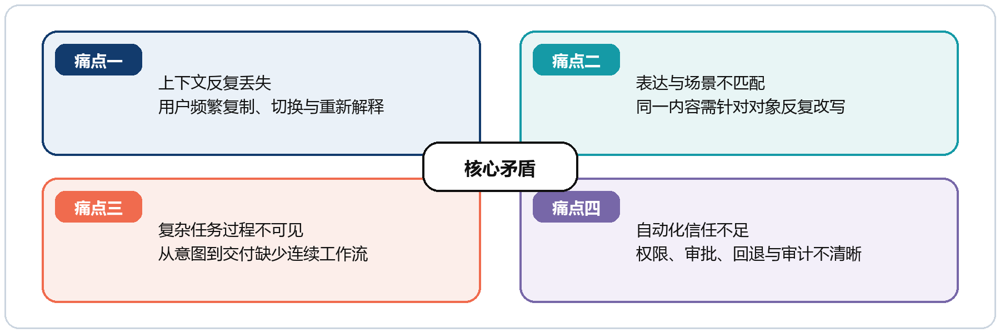 痛点一
上下文反复丢失
用户频繁复制、切换与重新解释
痛点二
表达与场景不匹配
同一内容需针对对象反复改写
核心矛盾
痛点三
复杂任务过程不可见
从意图到交付缺少连续工作流
痛点四
自动化信任不足
权限、审批、回退与审计不清晰